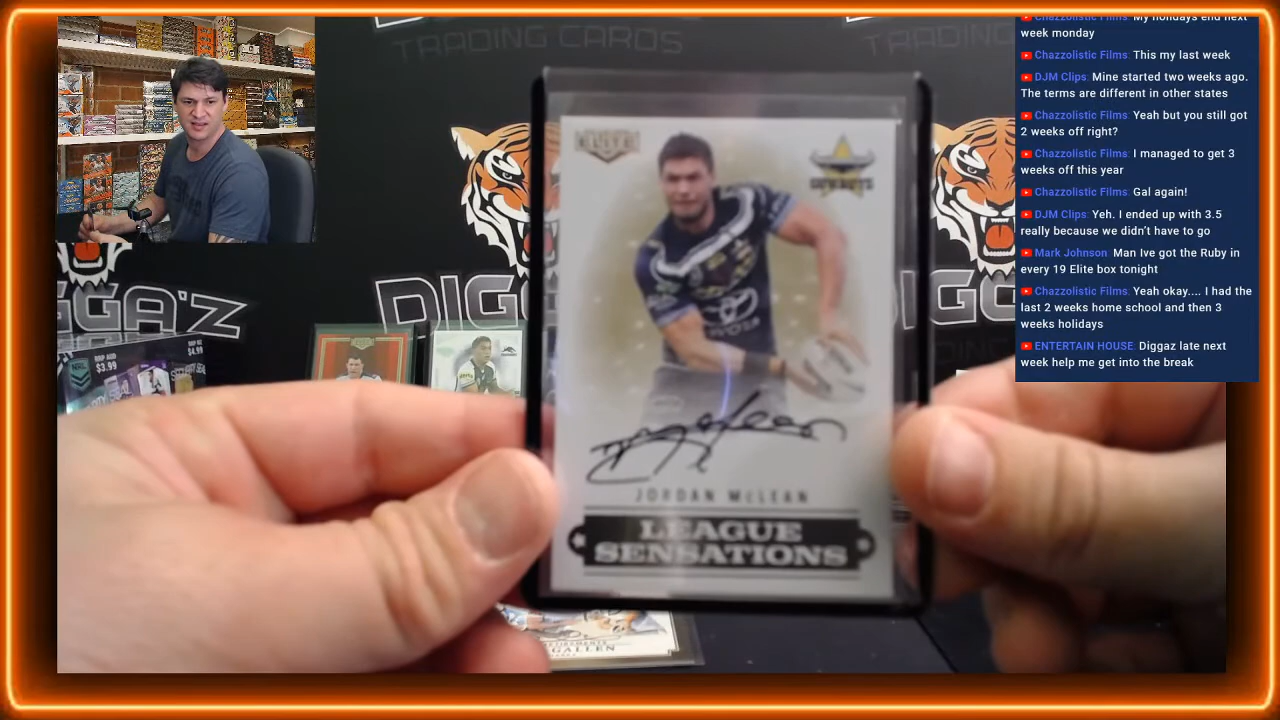 TRADING CARDS
DIGGA'Z
DIGG
RRP AUD
$3.99
$4.99
ELITE
COWBOYS
JORDAN McLEAN
LEAGUE
SENSATIONS
GALLEN
Chazzolistic Films: My holidays end next
week monday
Chazzolistic Films: This my last week
DJM Clips: Mine started two weeks ago.
The terms are different in other states
Chazzolistic Films: Yeah but you still got
2 weeks off right?
Chazzolistic Films: I managed to get 3
weeks off this year
Chazzolistic Films: Gal again!
DJM Clips: Yeh. I ended up with 3.5
really because we didn't have to go
Mark Johnson: Man Ive got the Ruby in
every 19 Elite box tonight
Chazzolistic Films: Yeah okay.... I had the
last 2 weeks home school and then 3
weeks holidays
ENTERTAIN HOUSE: Diggaz late next
week help me get into the break